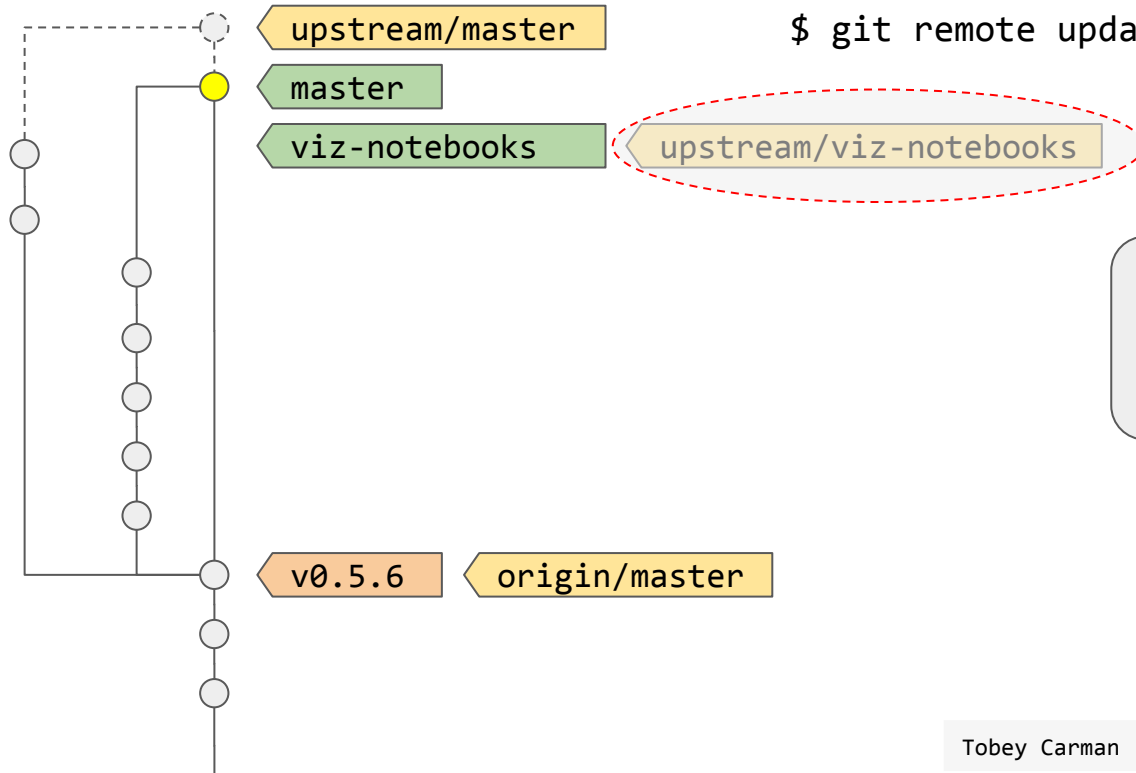 upstream/master
$ git remote upda
master
viz-notebooks upstream/viz-notebooks
v0.5.6 origin/master
Tobey Carman